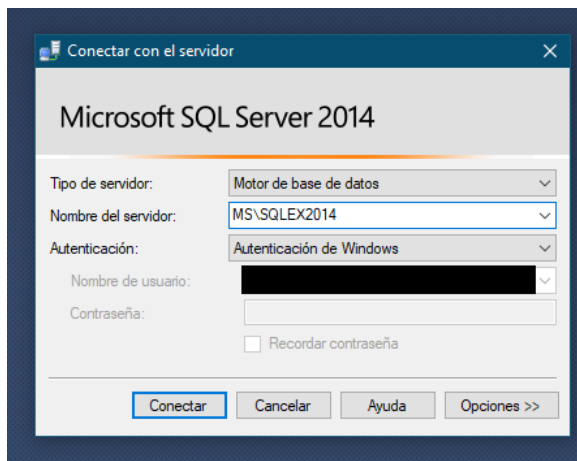 Conectar con el servidor
Microsoft SQL Server 2014
Tipo de servidor: Motor de base de datos
Nombre del servidor: MS\SQLEX2014
Autenticación: Autenticación de Windows
Nombre de usuario:
Contraseña:
Recordar contraseña
Conectar Cancelar Ayuda Opciones >>